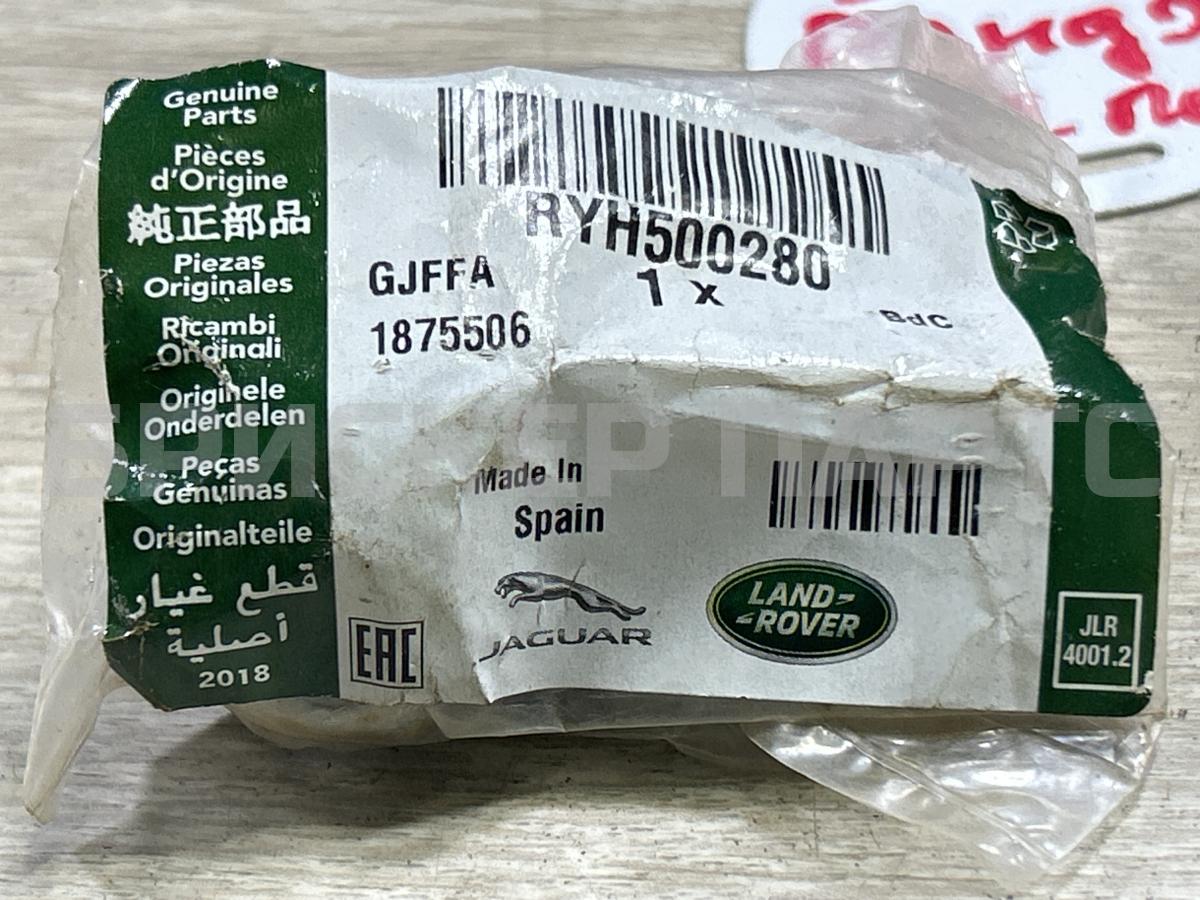 Genuine
Parts
Pièces
d'Origine
純正部品
Piezas
Originales
Ricambi
Originali
Originele
Onderdelen
Peças
Genuinas
Originalteile
قطع غيار
أصلية
2018
RYH500280
GJFFA
1 x
1875506
BdC
Made In
Spain
JAGUAR
LAND
ROVER
EAC
JLR
4001.2